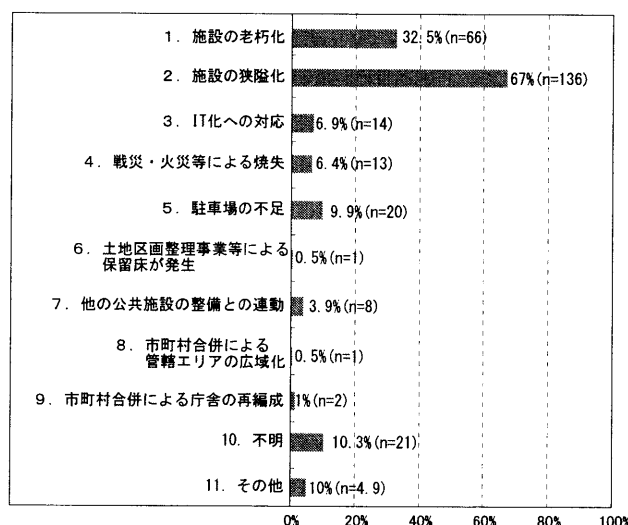 1. 施設の老朽化
32.5%(n=66)
2. 施設の狭隘化
67%(n=136)
3. IT化への対応
6.9%(n=14)
4. 戦災・火災等による焼失
6.4%(n=13)
5. 駐車場の不足
9.9%(n=20)
6. 土地区画整理事業等による
保留床が発生
0.5%(n=1)
7. 他の公共施設の整備との連動
3.9%(n=8)
8. 市町村合併による
管轄エリアの広域化
0.5%(n=1)
9. 市町村合併による庁舎の再編成
1%(n=2)
10. 不明
10.3%(n=21)
11. その他
10%(n=4.9)
0% 20% 40% 60% 80% 100%